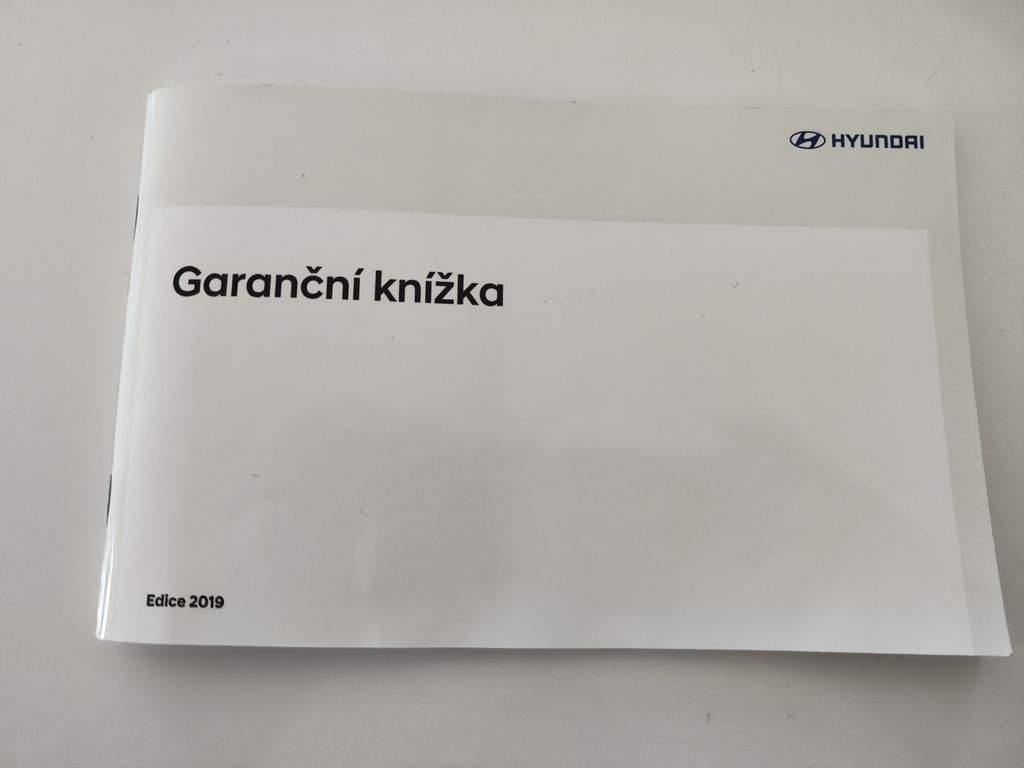 HYUNDAI
Garanční knížka
Edice 2019